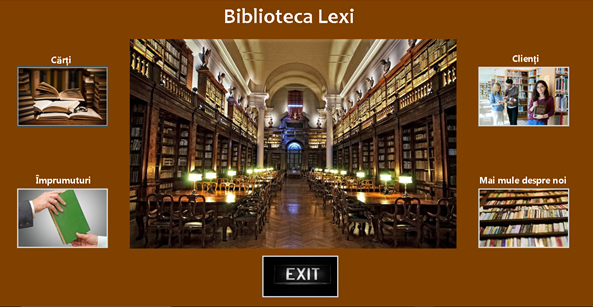 Biblioteca Lexi
Cărți
Clienți
Împrumuturi
Mai mule despre noi
EXIT